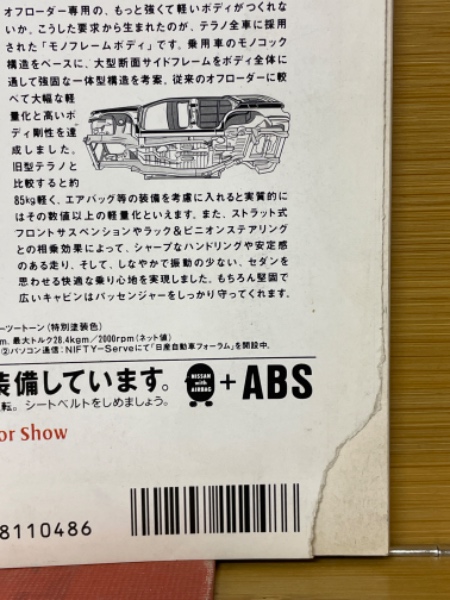 オフローダー専用の、もっと強くて軽いボディがつくれな
いか。こうした要求から生まれたのが、テラノ全車に採用
された「モノフレームボディ」です。乗用車のモノコック
構造をベースに、大型断面サイドフレームをボディ全体に
通して強固な一体型構造を考案、従来のオフローダーに較
べて大幅な軽
量化と高いボ
ディ剛性を達
成しました。
旧型テラノと
比較すると約
85kg軽く、エアバッグ等の装備を考慮に入れると実質的に
はその数値以上の軽量化といえます。また、ストラット式
フロントサスペンションやラック&ピニオンステアリング
との相乗効果によって、シャープなハンドリングや安定感
のある走り、そして、しなやかで振動の少ない、セダンを
思わせる快適な乗り心地を実現しました。もちろん堅固で
広いキャビンはパッセンジャーをしっかり守ってくれます。
ーツートーン(特別塗装色)
m. 最大トルク28.4kgm/2000rpm(ネット値)
②パソコン通信:NIFTY-Serveにて「日産自動車フォーラム」を開設中。
装備しています。 NISSAN with AIRBAG + ABS
転。シートベルトをしめましょう。
or Show
8110486